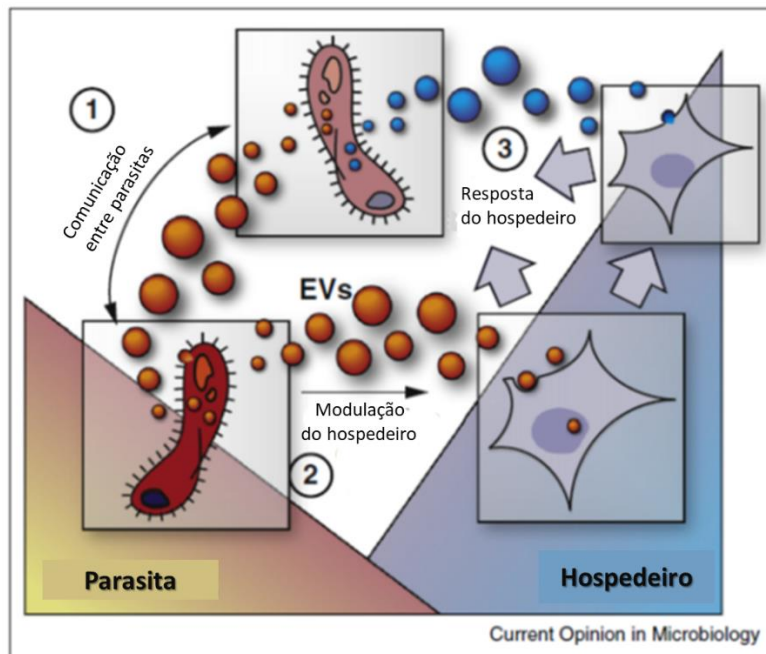 1
Comunicação
entre parasitas
3
Resposta
do hospedeiro
EVs
Modulação
do hospedeiro
2
Parasita
Hospedeiro
Current Opinion in Microbiology